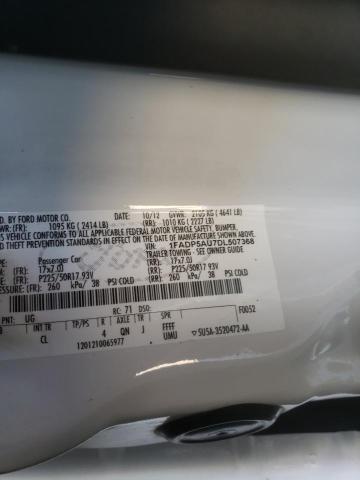 D. BY FORD MOTOR CO. 10/12 GVWR: 2105 KG ( 4641 LB)
WR: (FR): 1095 KG ( 2414 LB) (RR): 1010 KG ( 2227 LB)
IS VEHICLE CONFORMS TO ALL APPLICABLE FEDERAL MOTOR VEHICLE SAFETY, BUMPER,
D THEFT PREVENTION STANDARDS IN EFFECT ON THE DATE OF MANUFACTURE SHOWN ABOVE.
VIN: 1FADP5AU7DL507368
PE: Passenger Car TRAILER TOWING - SEE OWNER GUIDE
(FR): 17x7.0J (RR): 17x7.0J
P225/50R17 93V P225/50R17 93V
ESSURE: (FR): 260 kPa/ 38 PSI COLD (RR): 260 kPa/ 38 PSI COLD
PNT: UG RC: 71 DSO: F0052
INT TR TP/PS R AXLE TR
CL 4 QN J FFFF
1201210065977 UMU 5U5A-3520472-AA